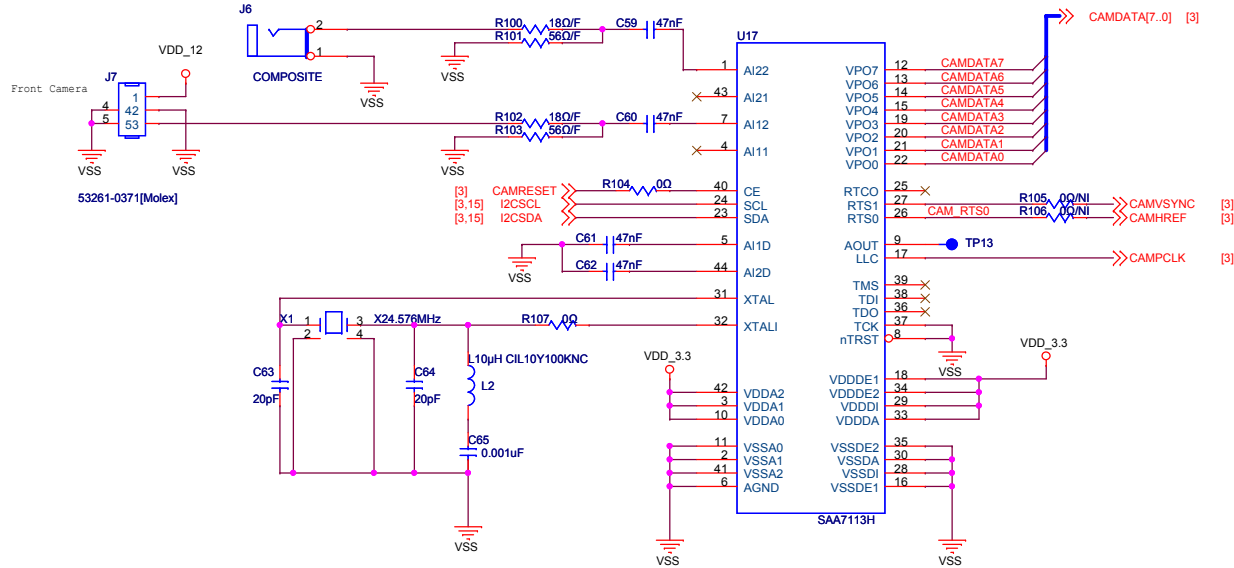 J6
2
1
COMPOSITE
VSS
R100 18Ω/F
R101 56Ω/F
VSS
C59 47nF
CAMDATA[7..0] [3]
Front Camera
J7
VDD_12
1
4 42
5 53
VSS VSS
53261-0371[Molex]
R102 18Ω/F
R103 56Ω/F
VSS
C60 47nF
U17
1 AI22
43 AI21
7 AI12
4 AI11
VPO7 12 CAMDATA7
VPO6 13 CAMDATA6
VPO5 14 CAMDATA5
VPO4 15 CAMDATA4
VPO3 19 CAMDATA3
VPO2 20 CAMDATA2
VPO1 21 CAMDATA1
VPO0 22 CAMDATA0
[3] CAMRESET R104 0Ω 40 CE
[3,15] I2CSCL 24 SCL
[3,15] I2CSDA 23 SDA
RTCO 25
RTS1 27 R105 0Ω/NI CAMVSYNC [3]
RTS0 26 CAM_RTS0 R106 0Ω/NI CAMHREF [3]
C61 47nF 5 AI1D
VSS
C62 47nF 44 AI2D
AOUT 9 TP13
LLC 17 CAMPCLK [3]
31 XTAL
X1 1 3 X24.576MHz
2 4
R107 0Ω 32 XTALI
TMS 39
TDI 38
TDO 36
TCK 37
nTRST 8
VSS
C63
20pF
C64
20pF
L10µH CIL10Y100KNC
L2
C65
0.001uF
VSS
VDD_3.3
42 VDDA2
3 VDDA1
10 VDDA0
VDD_3.3
VDDDE1 18
VDDDE2 34
VDDDI 29
VDDDA 33
11 VSSA0
2 VSSA1
41 VSSA2
6 AGND
VSS
VSSDE2 35
VSSDA 30
VSSDI 28
VSSDE1 16
VSS
SAA7113H